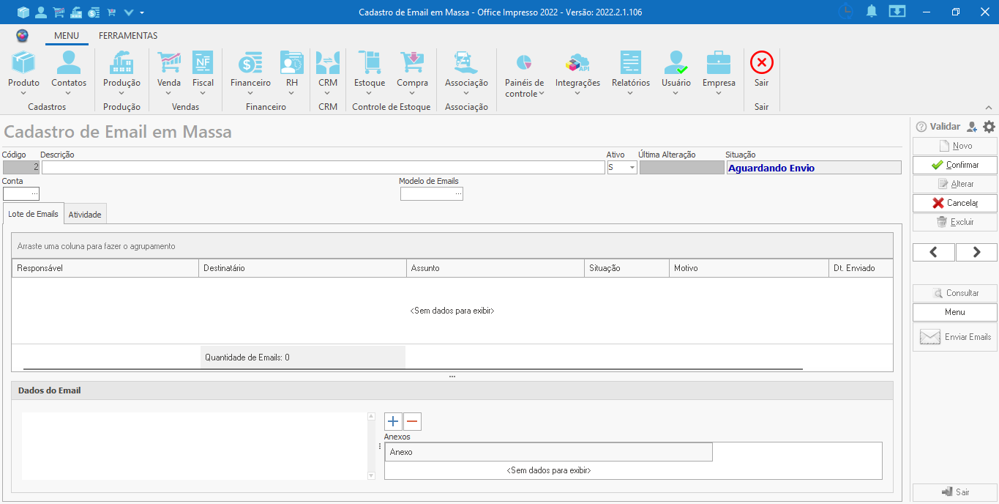 Cadastro de Email em Massa - Office Impresso 2022 - Versão: 2022.2.1.106
MENU FERRAMENTAS
Produto Contatos Produção Venda Fiscal Financeiro RH CRM Estoque Compra Associação Painéis de controle Integrações Relatórios Usuário Empresa Sair
NF
API
Cadastros Produção Vendas Financeiro CRM Controle de Estoque Associação Sair
Cadastro de Email em Massa
Validar
Código Descrição Ativo Última Alteração Situação
2 S Aguardando Envio
Conta Modelo de Emails
Lote de Emails Atividade
Arraste uma coluna para fazer o agrupamento
Responsável Destinatário Assunto Situação Motivo Dt. Enviado
<Sem dados para exibir>
Quantidade de Emails: 0
Dados do Email
Anexos
Anexo
<Sem dados para exibir>
Novo
Confirmar
Alterar
Cancelar
Excluir
Consultar
Menu
Enviar Emails
Sair